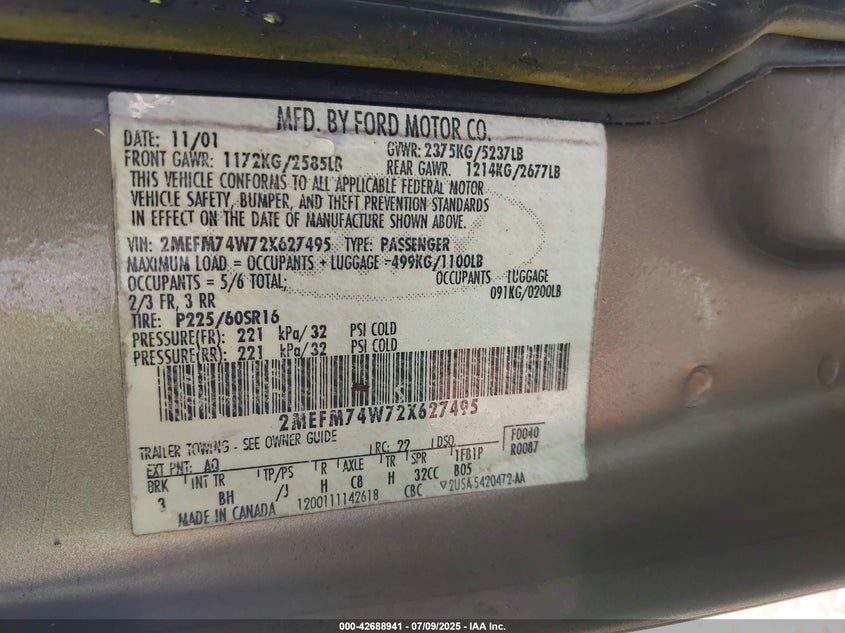 MFD. BY FORD MOTOR CO.
DATE: 11/01 GVWR: 2375KG/5237LB
FRONT GAWR: 1172KG/2585LB REAR GAWR: 1214KG/2677LB
THIS VEHICLE CONFORMS TO ALL APPLICABLE FEDERAL MOTOR
VEHICLE SAFETY, BUMPER, AND THEFT PREVENTION STANDARDS
IN EFFECT ON THE DATE OF MANUFACTURE SHOWN ABOVE.
VIN: 2MEFM74W72X627495 TYPE: PASSENGER
MAXIMUM LOAD = OCCUPANTS + LUGGAGE =499KG/1100LB
OCCUPANTS = 5/6 TOTAL; OCCUPANTS LUGGAGE
2/3 FR, 3 RR 091KG/0200LB
TIRE: P225/60SR16
PRESSURE(FR): 221 kPa/32 PSI COLD
PRESSURE(RR): 221 kPa/32 PSI COLD
2MEFM74W72X627495
TRAILER TOWING - SEE OWNER GUIDE F0040
EXT PNT: AQ RC: 22 DSO: R0087
BRK INT TR TP/PS R AXLE TR SPR 1FB1P
3 BH /J H C8 H 32CC B05
MADE IN CANADA 1200111142618 CBC ▽2U5A-5420472-AA
000-42688941 / 07/09/2025 - IAA Inc.